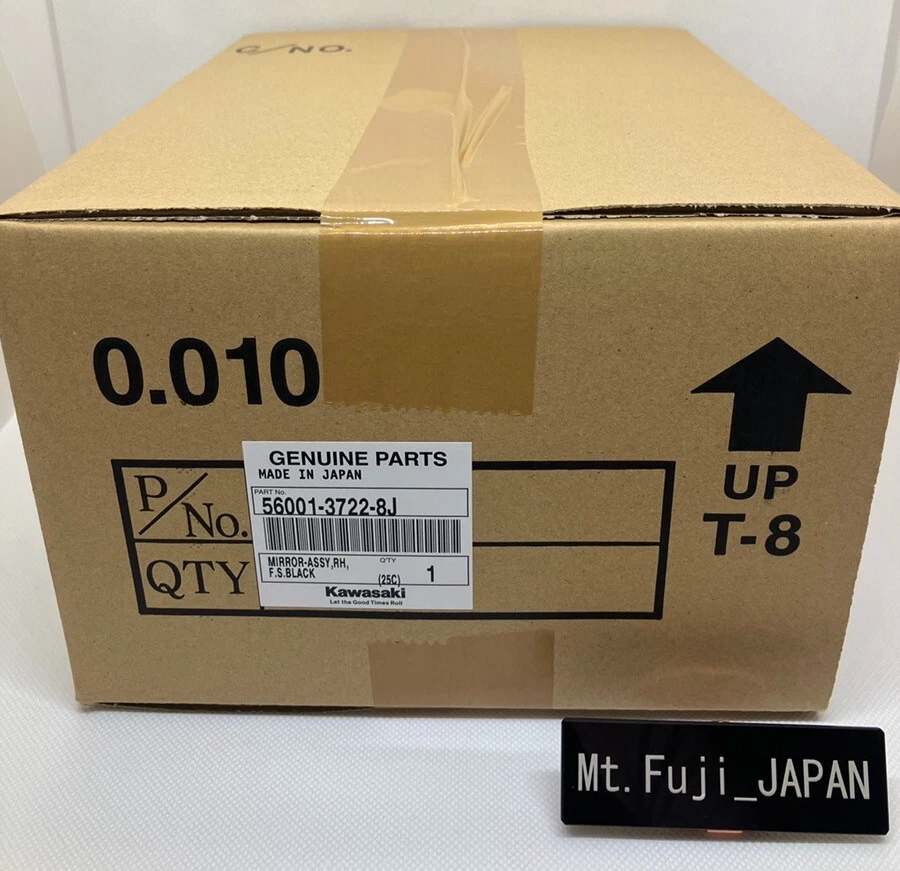 C/NO.
0.010
UP
T-8
P/No.
QTY
GENUINE PARTS
MADE IN JAPAN
PART No.
56001-3722-8J
MIRROR-ASSY,RH,
F.S.BLACK
Q'TY
(25C) 1
Kawasaki
Let the Good Times Roll
Mt.Fuji_JAPAN